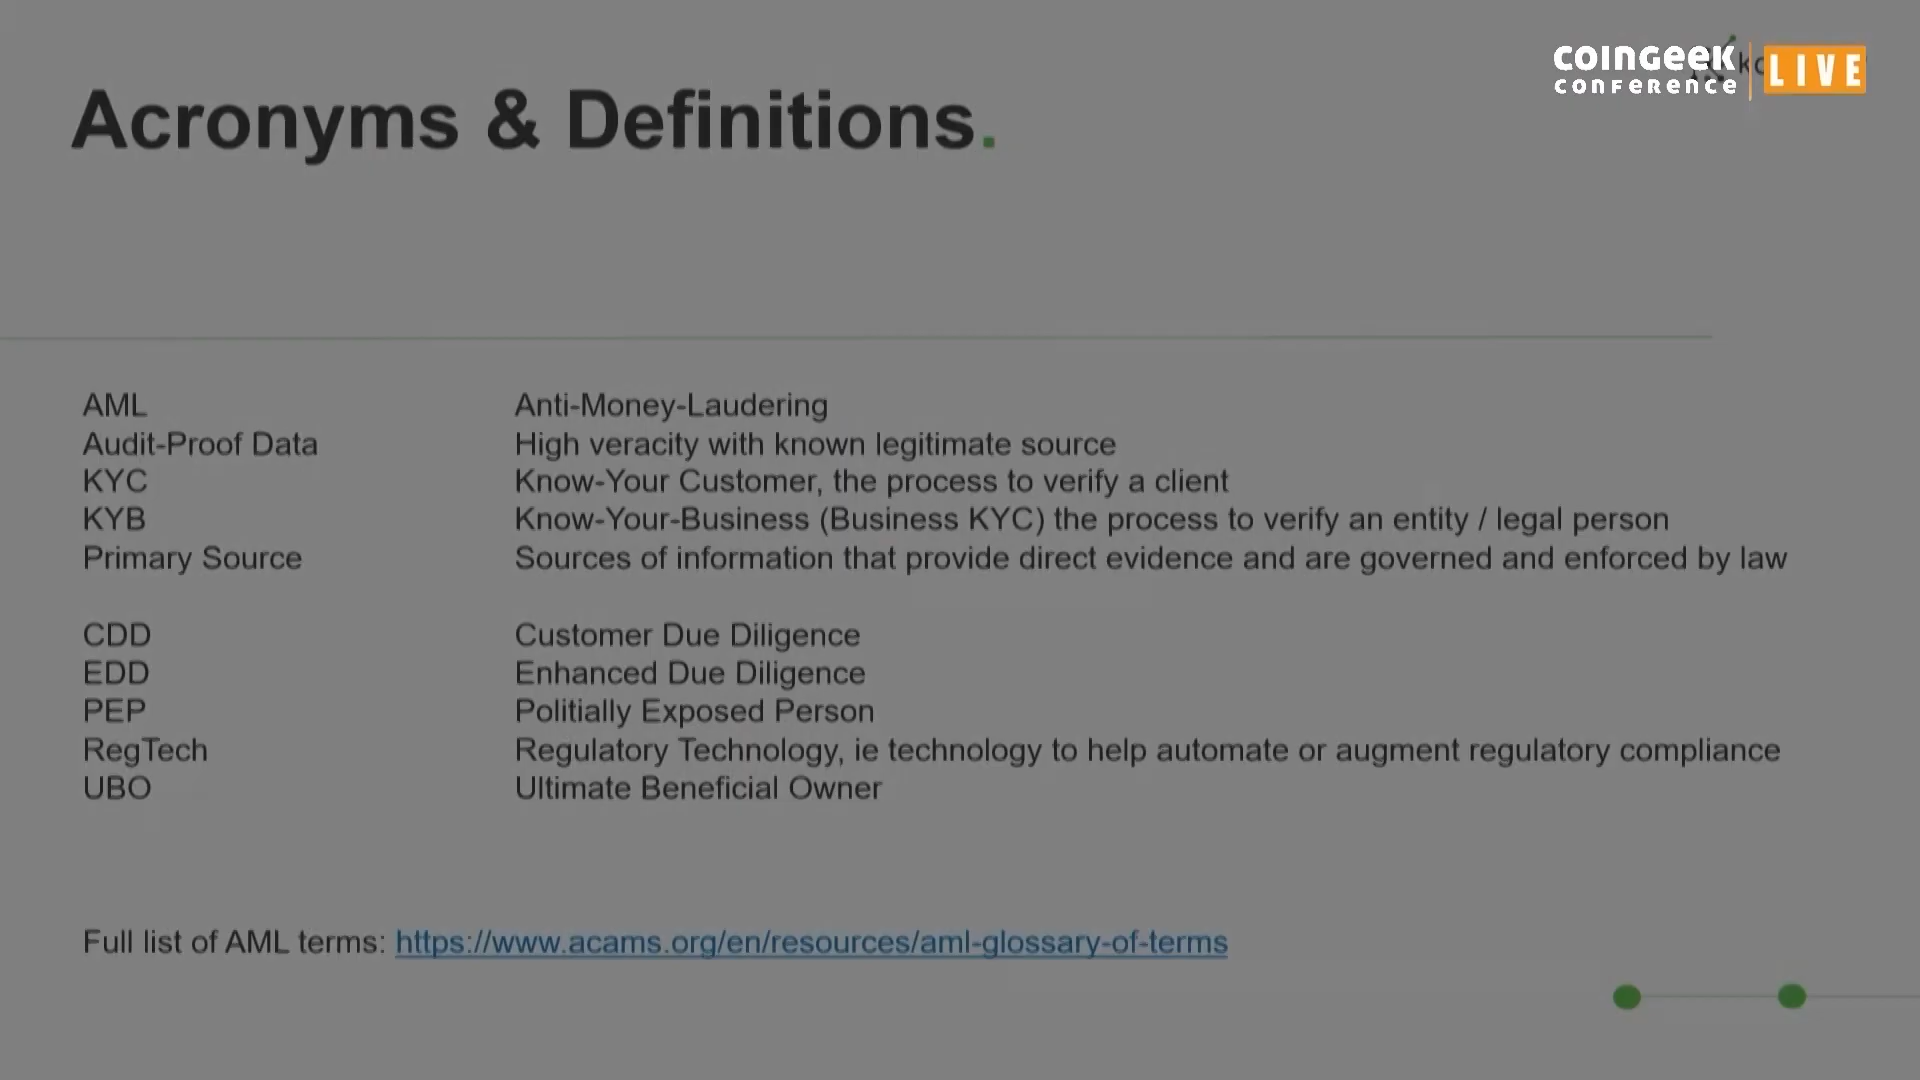 COINGEEK
CONFERENCE
LIVE
Acronyms & Definitions.
AML Anti-Money-Laudering
Audit-Proof Data High veracity with known legitimate source
KYC Know-Your Customer, the process to verify a client
KYB Know-Your-Business (Business KYC) the process to verify an entity / legal person
Primary Source Sources of information that provide direct evidence and are governed and enforced by law
CDD Customer Due Diligence
EDD Enhanced Due Diligence
PEP Politially Exposed Person
RegTech Regulatory Technology, ie technology to help automate or augment regulatory compliance
UBO Ultimate Beneficial Owner
Full list of AML terms: https://www.acams.org/en/resources/aml-glossary-of-terms